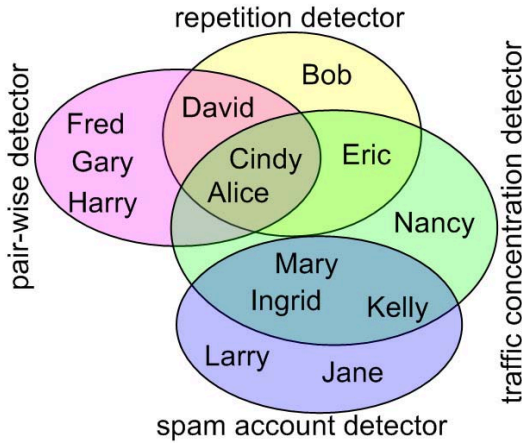 repetition detector
Bob
David
Fred
Gary
Harry
Cindy
Alice
Eric
Nancy
Mary
Ingrid
Kelly
Larry
Jane
pair-wise detector
traffic concentration detector
spam account detector